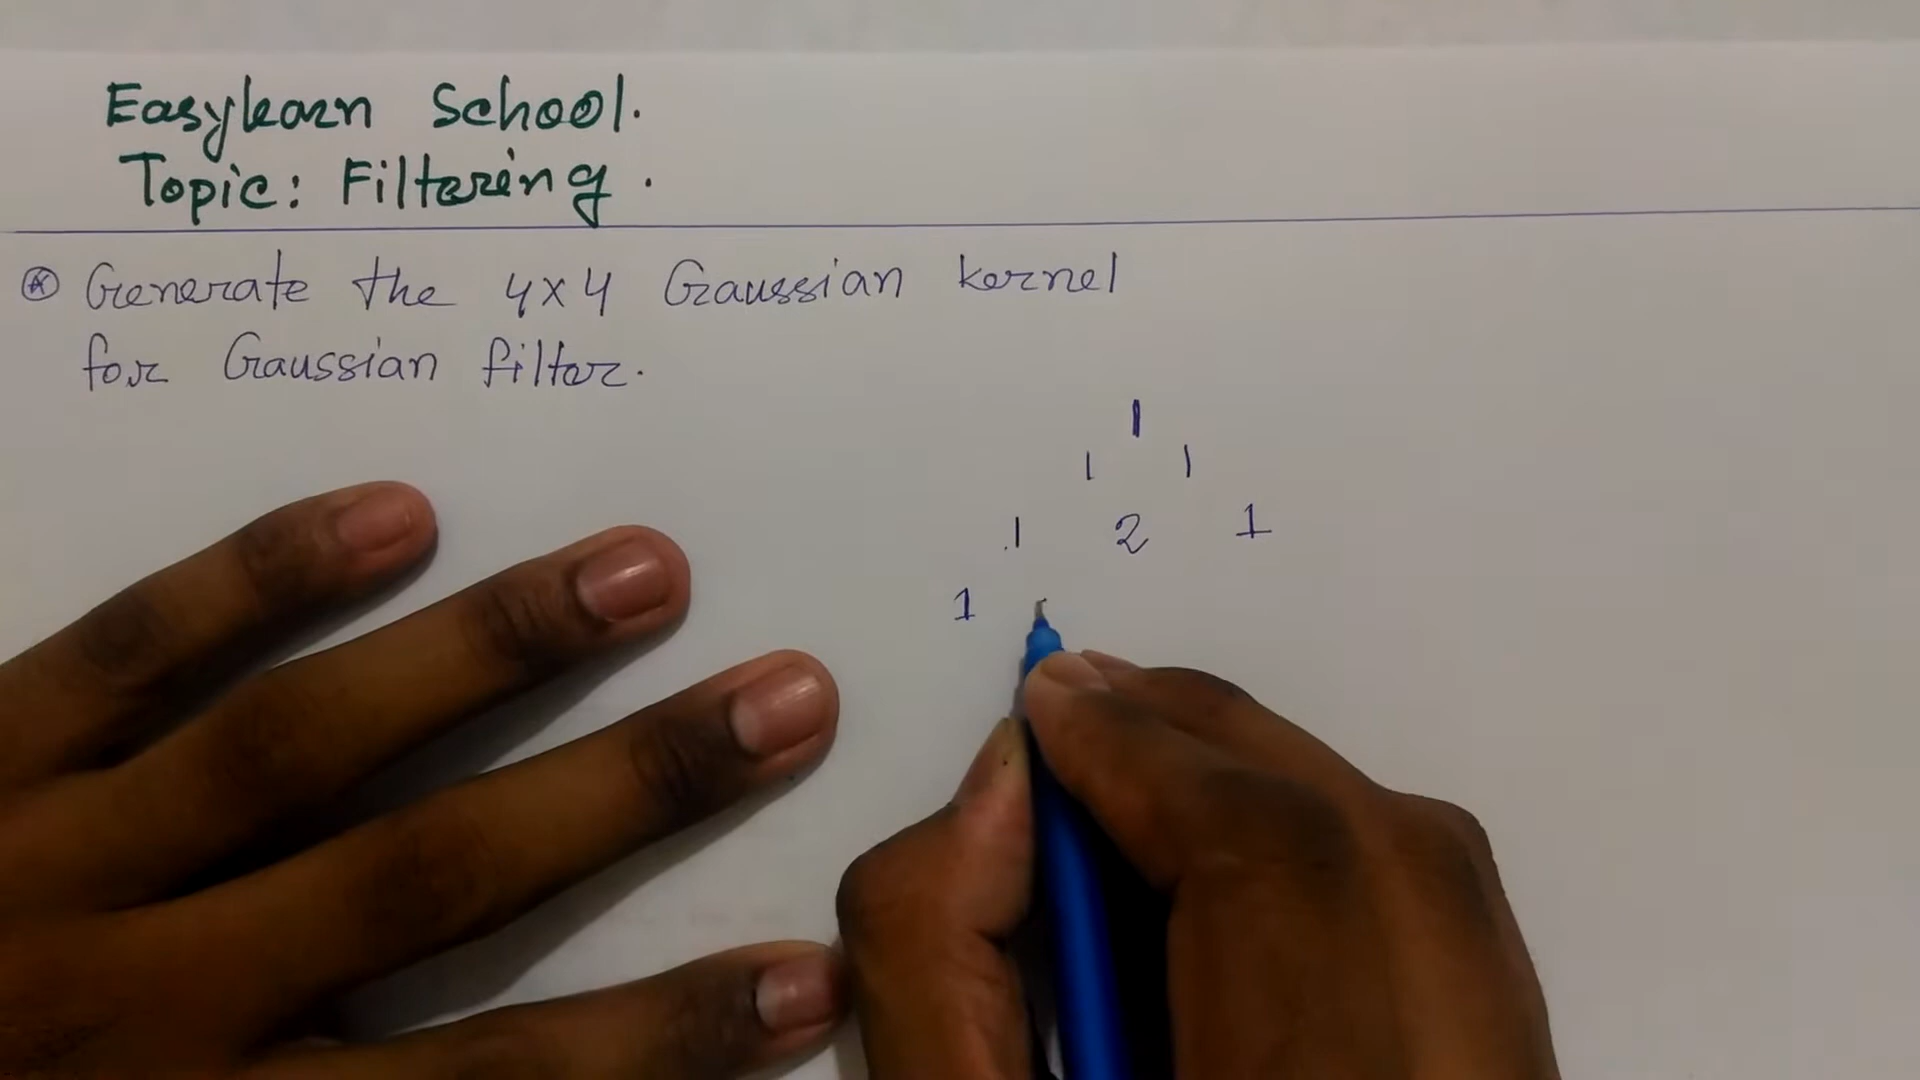 Easylearn School.
Topic: Filtering.
Generate the 4x4 Gaussian kernel
for Gaussian filter.
1
1 1
1 2 1
1